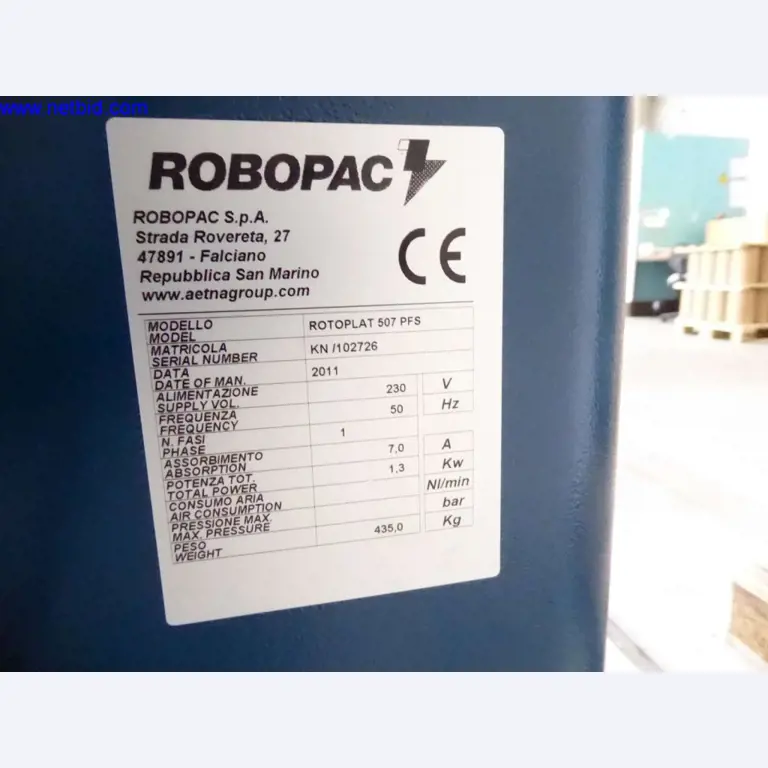 www.netbid.com
ROBOPAC
ROBOPAC S.p.A.
Strada Rovereta, 27
47891 - Falciano
Repubblica San Marino
www.aetnagroup.com
CE
MODELLO
MODEL
ROTOPLAT 507 PFS
MATRICOLA
SERIAL NUMBER
KN /102726
DATA
DATE OF MAN.
2011
ALIMENTAZIONE
SUPPLY VOL.
230 V
FREQUENZA
FREQUENCY
50 Hz
N. FASI
PHASE
1
ASSORBIMENTO
ABSORPTION
7,0 A
POTENZA TOT.
TOTAL POWER
1,3 Kw
CONSUMO ARIA
AIR CONSUMPTION
Nl/min
PRESSIONE MAX.
MAX. PRESSURE
bar
PESO
WEIGHT
435,0 Kg